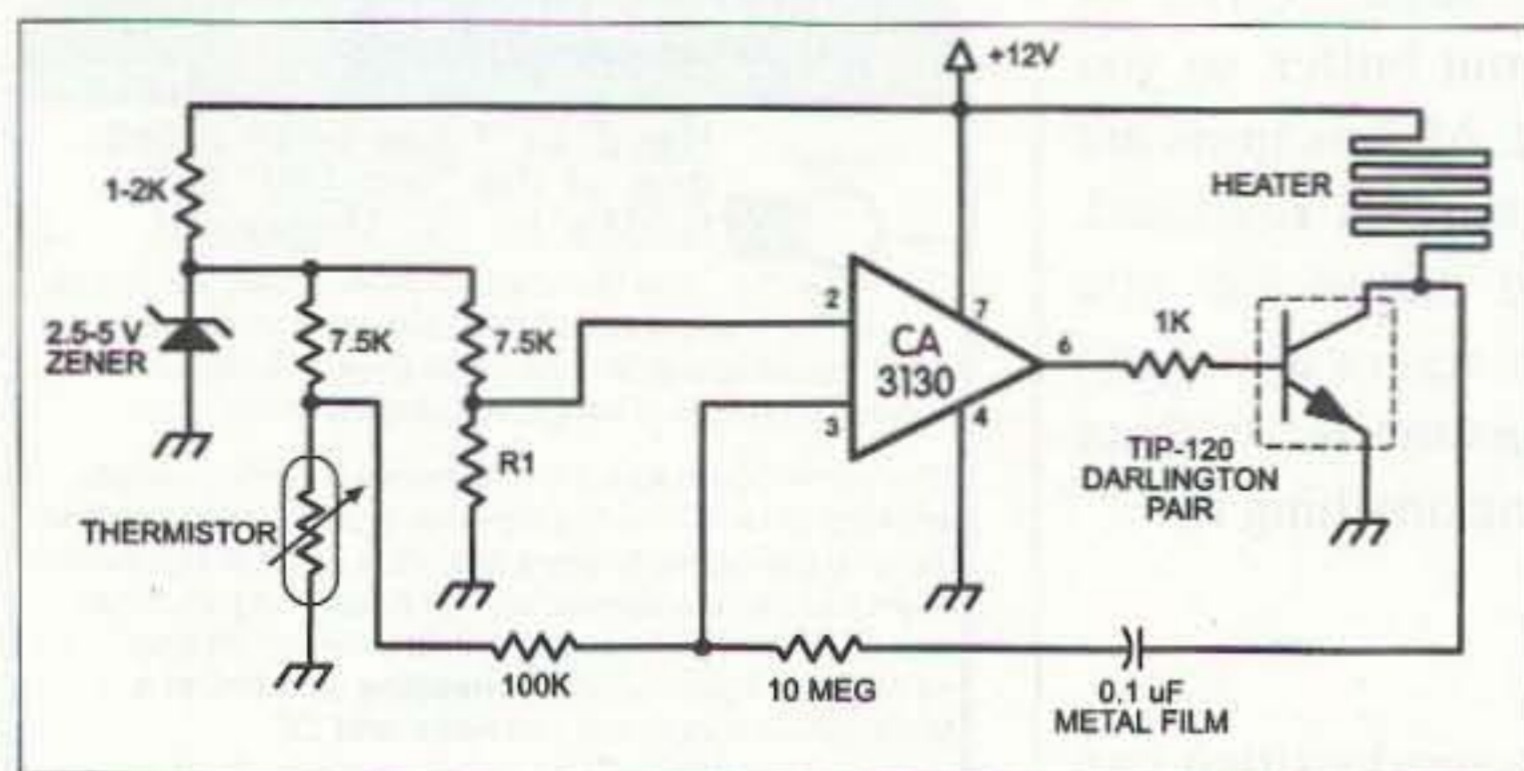 +12V
1-2K
HEATER
2.5-5 V
ZENER
7.5K
7.5K
2
7
CA
3130
6
1K
3
4
R1
TIP-120
DARLINGTON
PAIR
THERMISTOR
100K
10 MEG
0.1 uF
METAL FILM